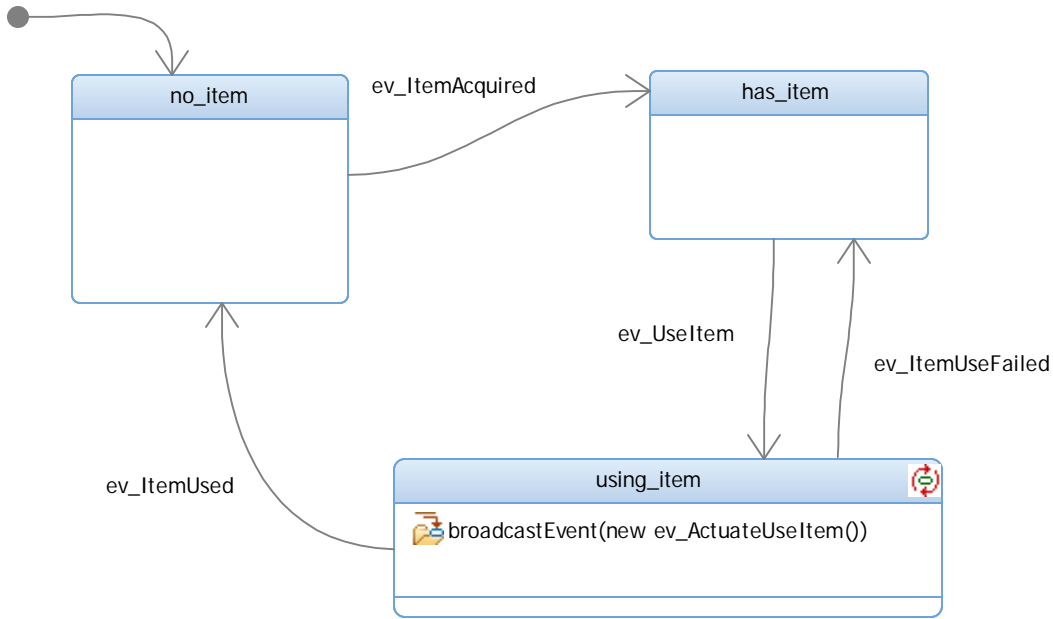 no_item
ev_ItemAcquired
has_item
ev_UseItem
ev_ItemUseFailed
using_item
ev_ItemUsed
broadcastEvent(new ev_ActuateUseItem())